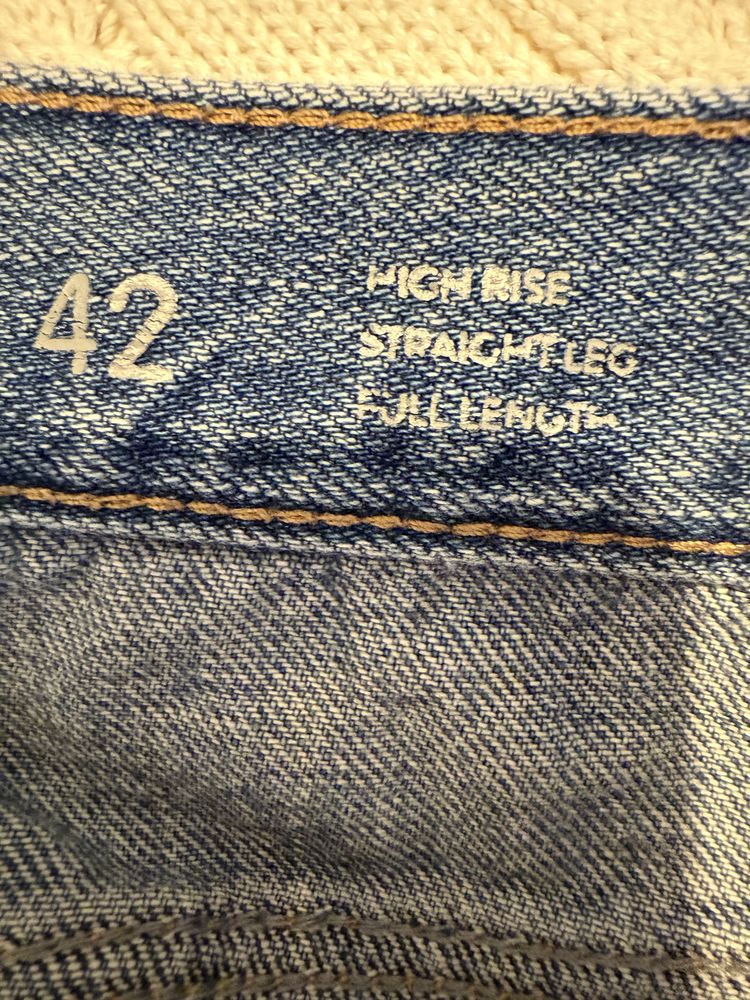 42
HIGH RISE
STRAIGHT LEG
FULL LENGTH